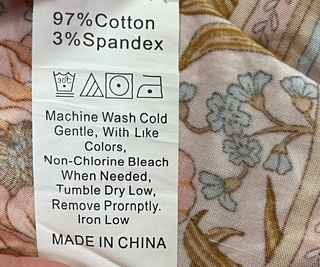 97%Cotton
3%Spandex
30C
Machine Wash Cold
Gentle, With Like
Colors,
Non-Chlorine Bleach
When Needed,
Tumble Dry Low,
Remove Prornptly.
Iron Low
MADE IN CHINA